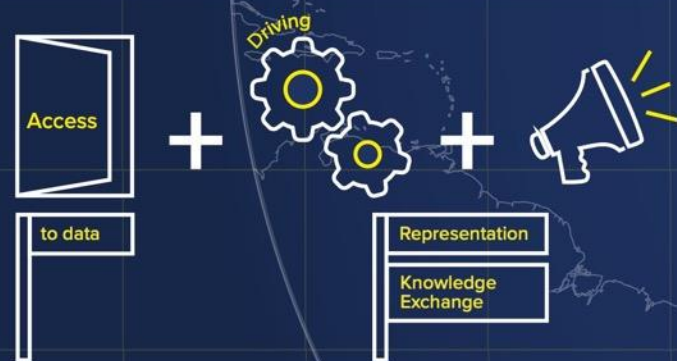 Driving
Access
to data
Representation
Knowledge
Exchange